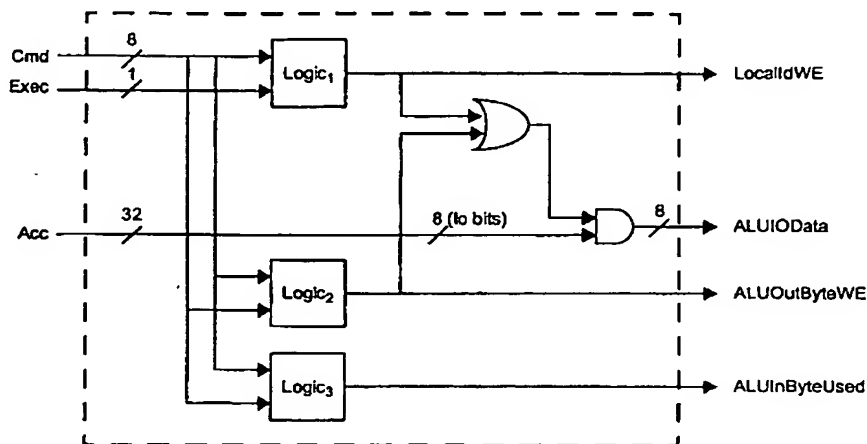 Cmd
8
Exec
1
Logic₁
LocalIdWE
Acc
32
8 (lo bits)
8
ALUIOData
Logic₂
ALUOutByteWE
Logic₃
ALUInByteUsed